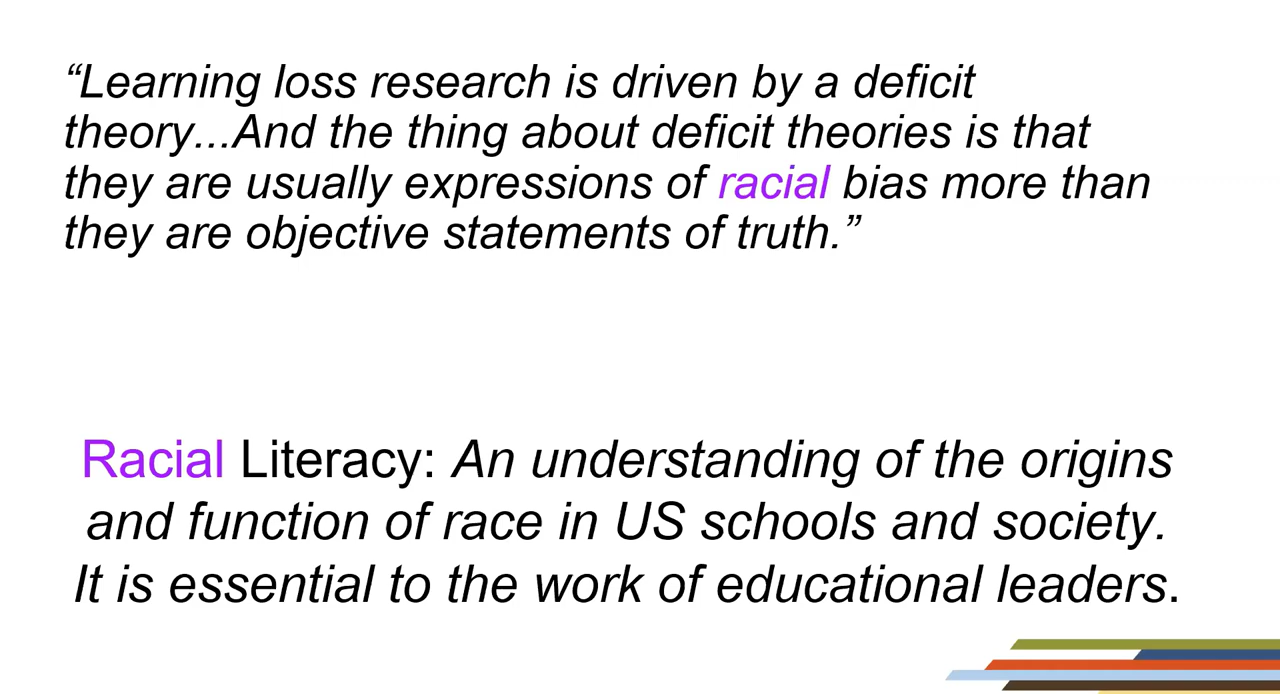 “Learning loss research is driven by a deficit
theory...And the thing about deficit theories is that
they are usually expressions of racial bias more than
they are objective statements of truth.”
Racial Literacy: An understanding of the origins
and function of race in US schools and society.
It is essential to the work of educational leaders.